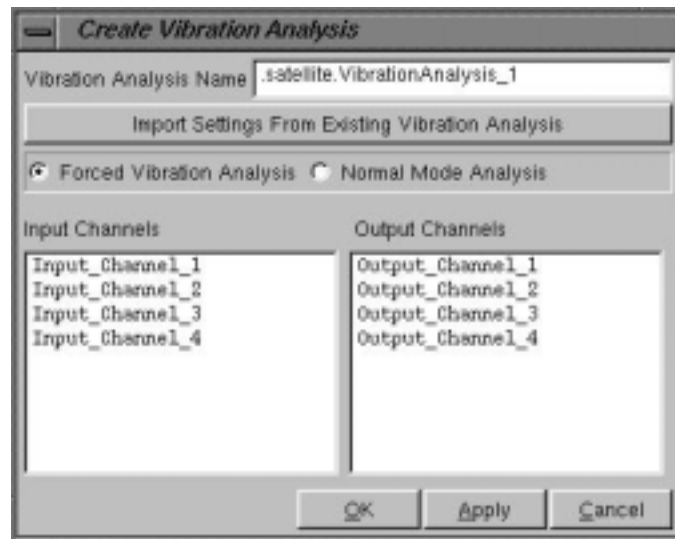 Create Vibration Analysis
Vibration Analysis Name .satellite.VibrationAnalysis_1
Import Settings From Existing Vibration Analysis
Forced Vibration Analysis Normal Mode Analysis
Input Channels Output Channels
Input_Channel_1 Output_Channel_1
Input_Channel_2 Output_Channel_2
Input_Channel_3 Output_Channel_3
Input_Channel_4 Output_Channel_4
OK Apply Cancel